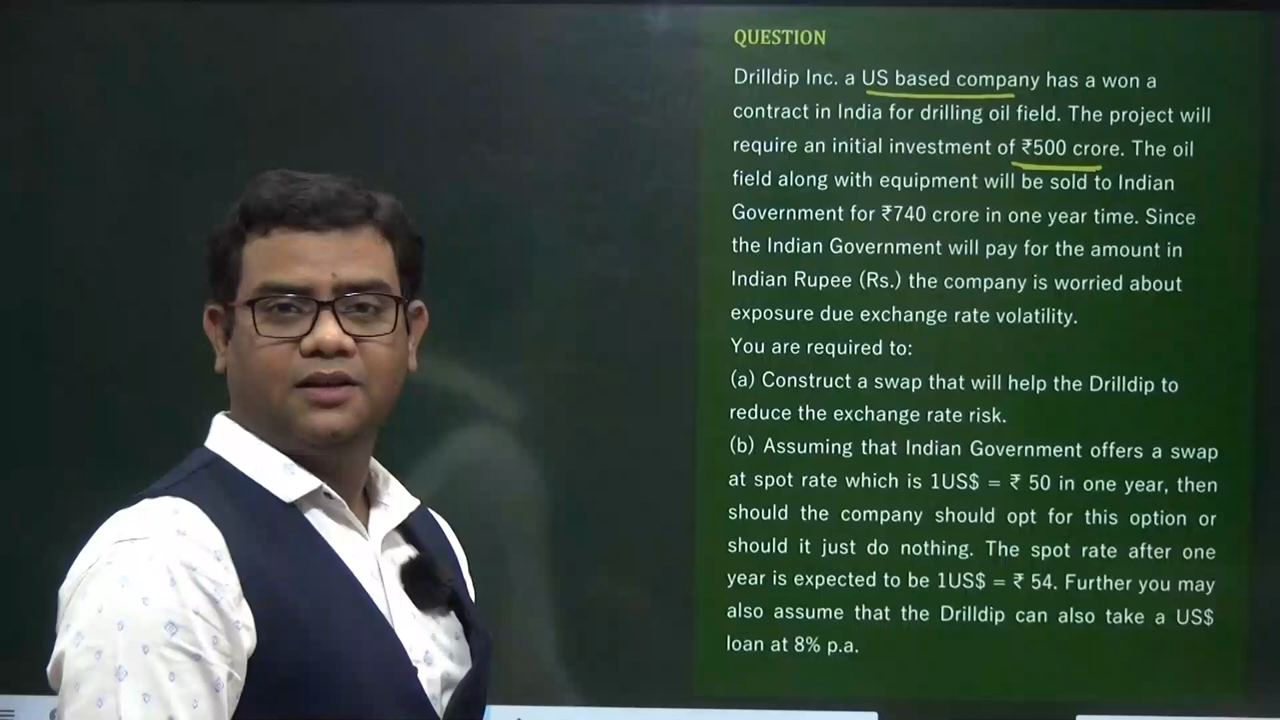 QUESTION
Drilldip Inc. a US based company has a won a
contract in India for drilling oil field. The project will
require an initial investment of ₹500 crore. The oil
field along with equipment will be sold to Indian
Government for ₹740 crore in one year time. Since
the Indian Government will pay for the amount in
Indian Rupee (Rs.) the company is worried about
exposure due exchange rate volatility.
You are required to:
(a) Construct a swap that will help the Drilldip to
reduce the exchange rate risk.
(b) Assuming that Indian Government offers a swap
at spot rate which is 1US$ = ₹ 50 in one year, then
should the company should opt for this option or
should it just do nothing. The spot rate after one
year is expected to be 1US$ = ₹ 54. Further you may
also assume that the Drilldip can also take a US$
loan at 8% p.a.